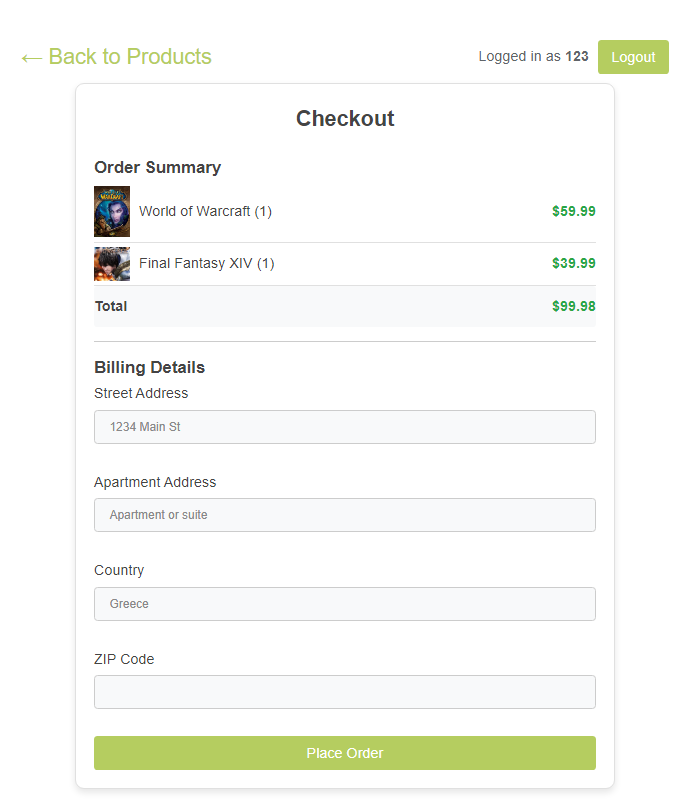 ← Back to Products
Logged in as 123
Logout
Checkout
Order Summary
World of Warcraft (1)
$59.99
Final Fantasy XIV (1)
$39.99
Total
$99.98
Billing Details
Street Address
1234 Main St
Apartment Address
Apartment or suite
Country
Greece
ZIP Code
Place Order